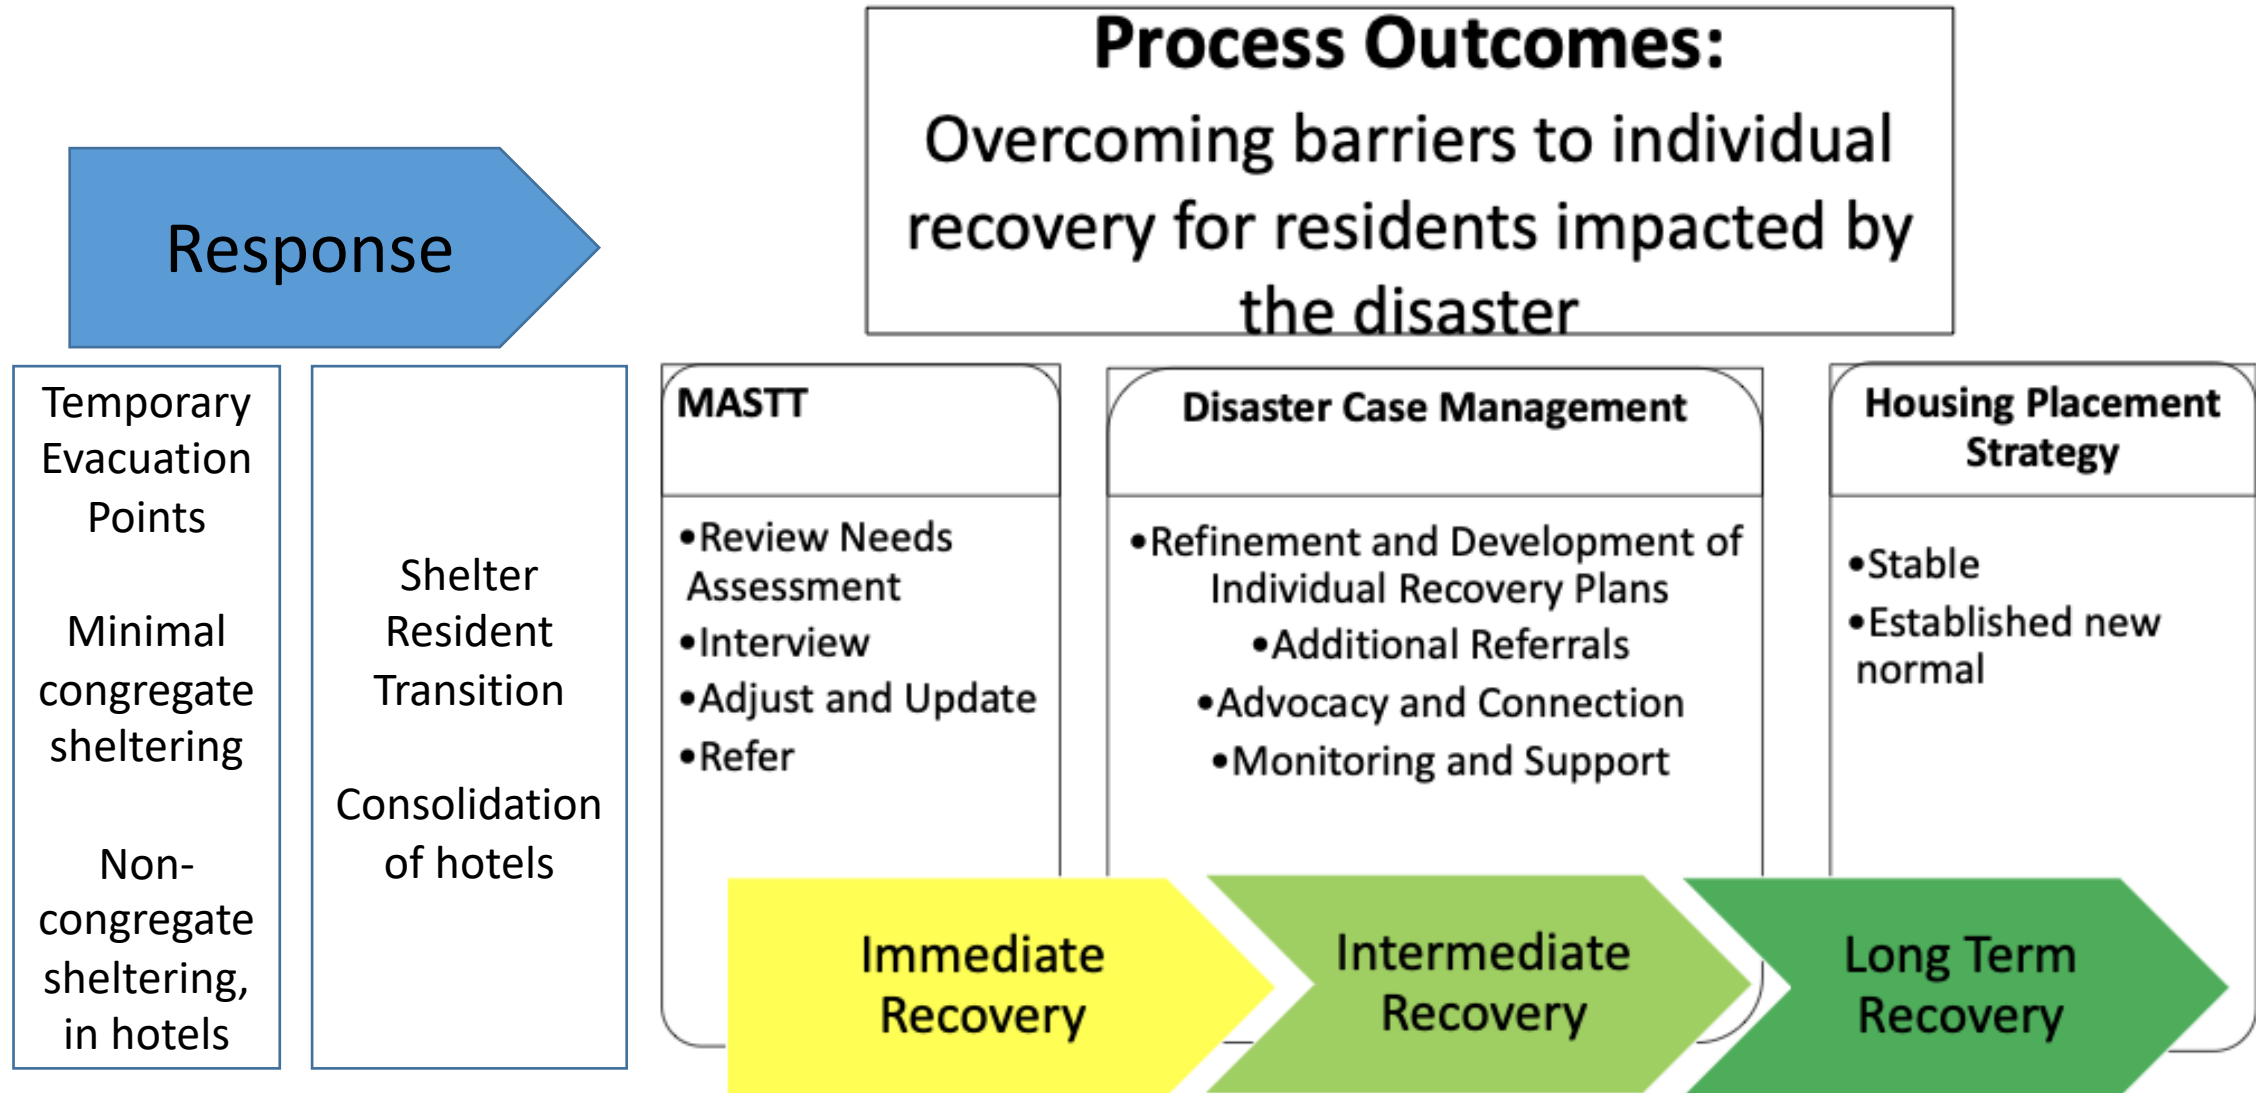 Process Outcomes:
Overcoming barriers to individual
recovery for residents impacted by
the disaster
Response
Temporary
Evacuation
Points
Minimal
congregate
sheltering
Non-
congregate
sheltering,
in hotels
Shelter
Resident
Transition
Consolidation
of hotels
MASTT
•Review Needs
Assessment
•Interview
•Adjust and Update
•Refer
Disaster Case Management
•Refinement and Development of
Individual Recovery Plans
•Additional Referrals
•Advocacy and Connection
•Monitoring and Support
Housing Placement
Strategy
•Stable
•Established new
normal
Immediate
Recovery
Intermediate
Recovery
Long Term
Recovery